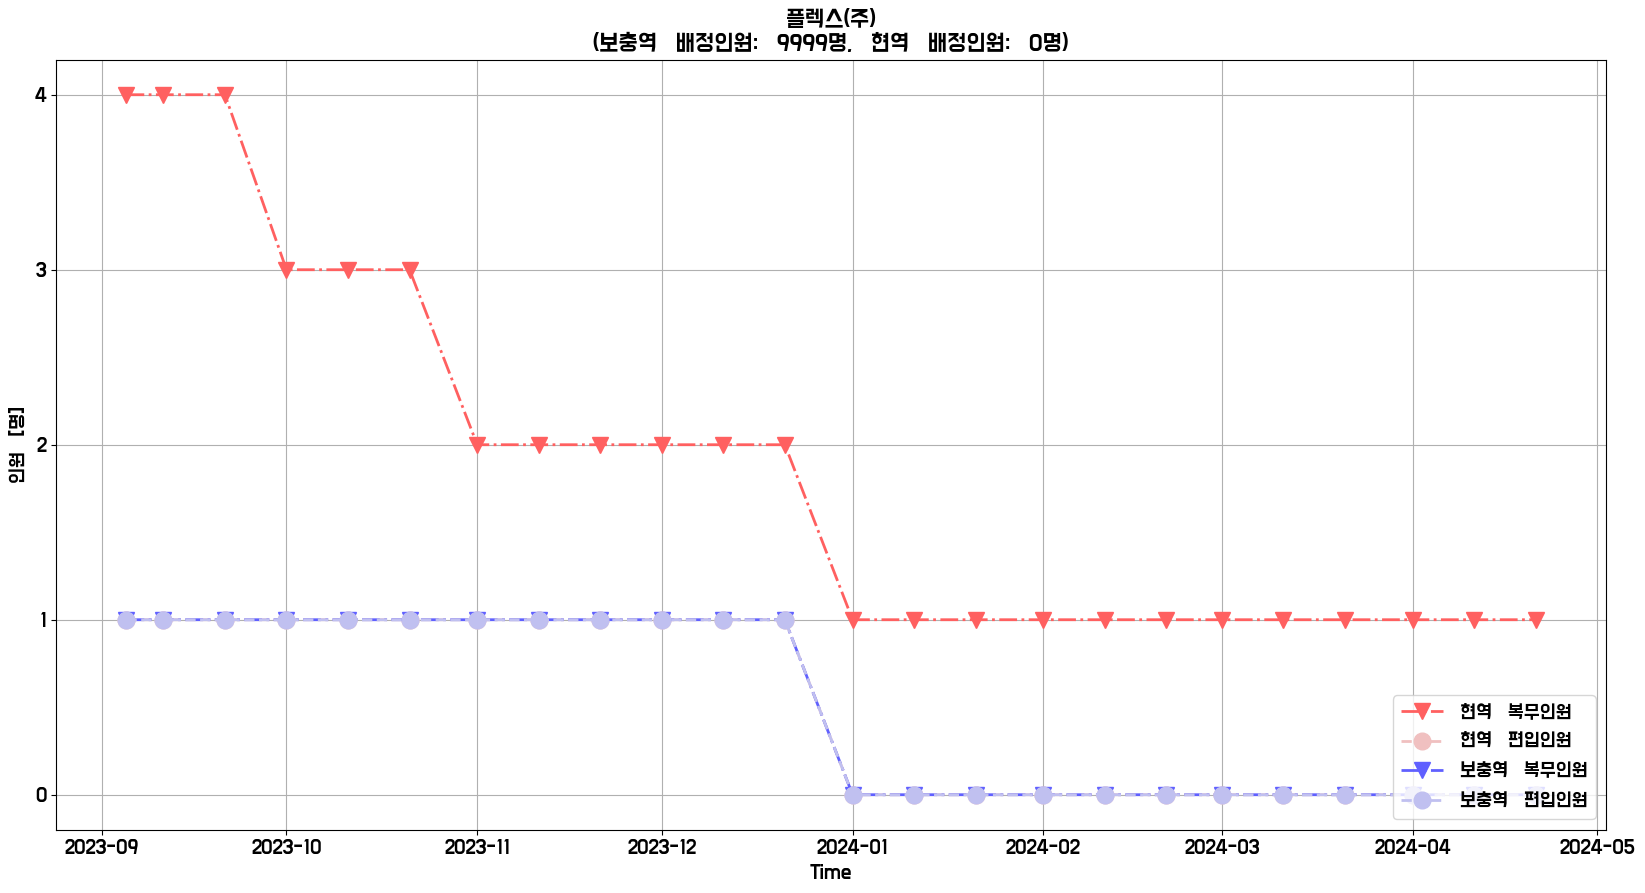 플렉스(주)
(보충역 배정인원: 9999명, 현역 배정인원: 0명)
인원 [명]
4
3
2
1
0
현역 복무인원
현역 편입인원
보충역 복무인원
보충역 편입인원
2023-09 2023-10 2023-11 2023-12 2024-01 2024-02 2024-03 2024-04 2024-05
Time